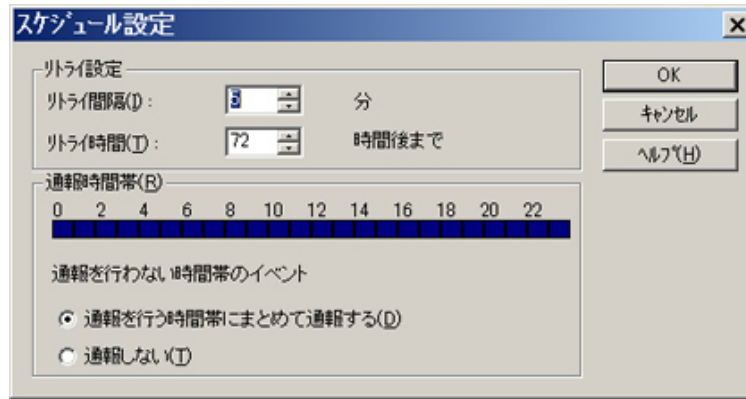 スケジュール設定
リトライ設定
リトライ間隔(I): 5 分
リトライ時間(T): 72 時間後まで
通報時間帯(R)
0 2 4 6 8 10 12 14 16 18 20 22
通報を行わない時間帯のイベント
通報を行う時間帯にまとめて通報する(D)
通報しない(T)
OK
キャンセル
ヘルプ(H)